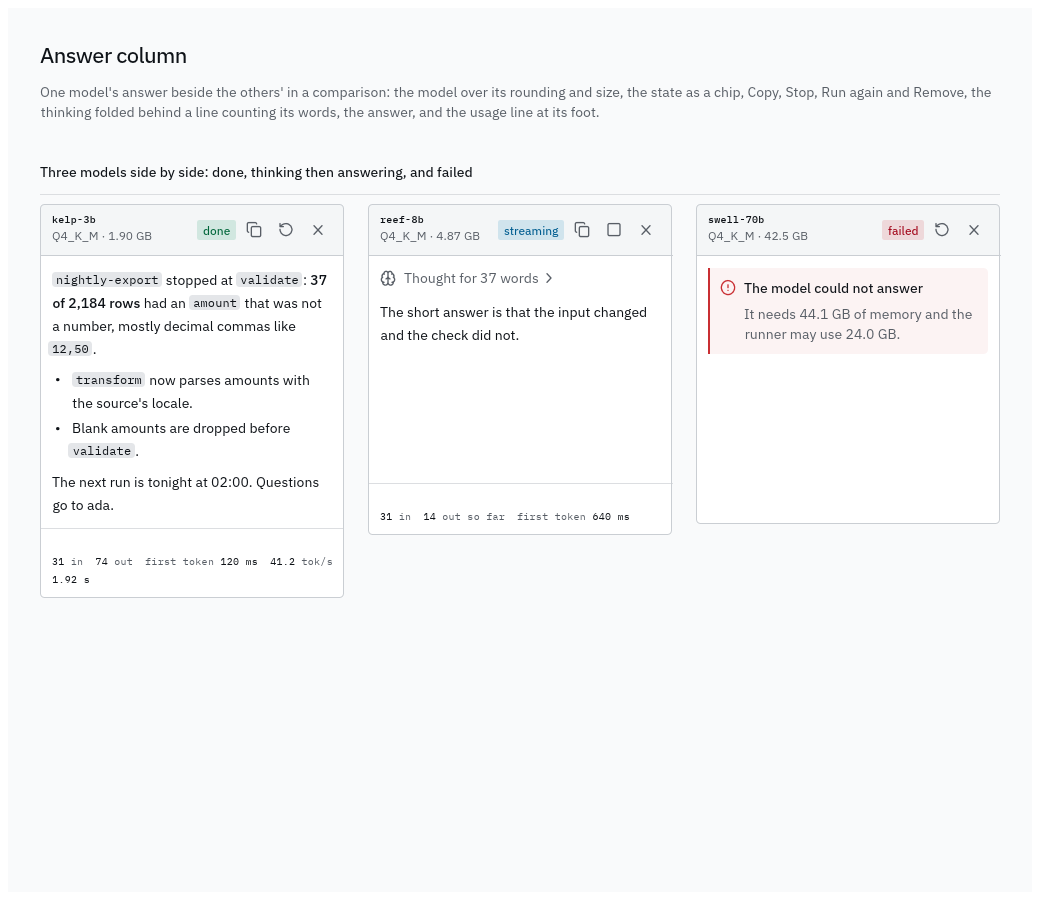 Answer column
One model's answer beside the others' in a comparison: the model over its rounding and size, the state as a chip, Copy, Stop, Run again and Remove, the
thinking folded behind a line counting its words, the answer, and the usage line at its foot.
Three models side by side: done, thinking then answering, and failed
kelp-3b
Q4_K_M · 1.90 GB
done
nightly-export stopped at validate: 37
of 2,184 rows had an amount that was not
a number, mostly decimal commas like
12,50.
• transform now parses amounts with
the source's locale.
• Blank amounts are dropped before
validate.
The next run is tonight at 02:00. Questions
go to ada.
31 in 74 out first token 120 ms 41.2 tok/s
1.92 s
reef-8b
Q4_K_M · 4.87 GB
streaming
Thought for 37 words
The short answer is that the input changed
and the check did not.
31 in 14 out so far first token 640 ms
swell-70b
Q4_K_M · 42.5 GB
failed
The model could not answer
It needs 44.1 GB of memory and the
runner may use 24.0 GB.